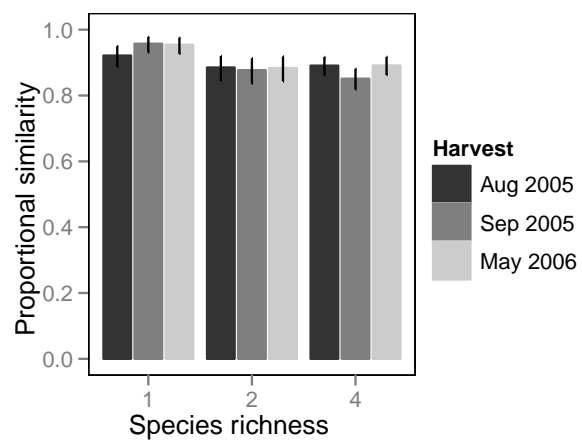 Proportional similarity
1.0
0.8
0.6
0.4
0.2
0.0
1 2 4
Species richness
Harvest
Aug 2005
Sep 2005
May 2006